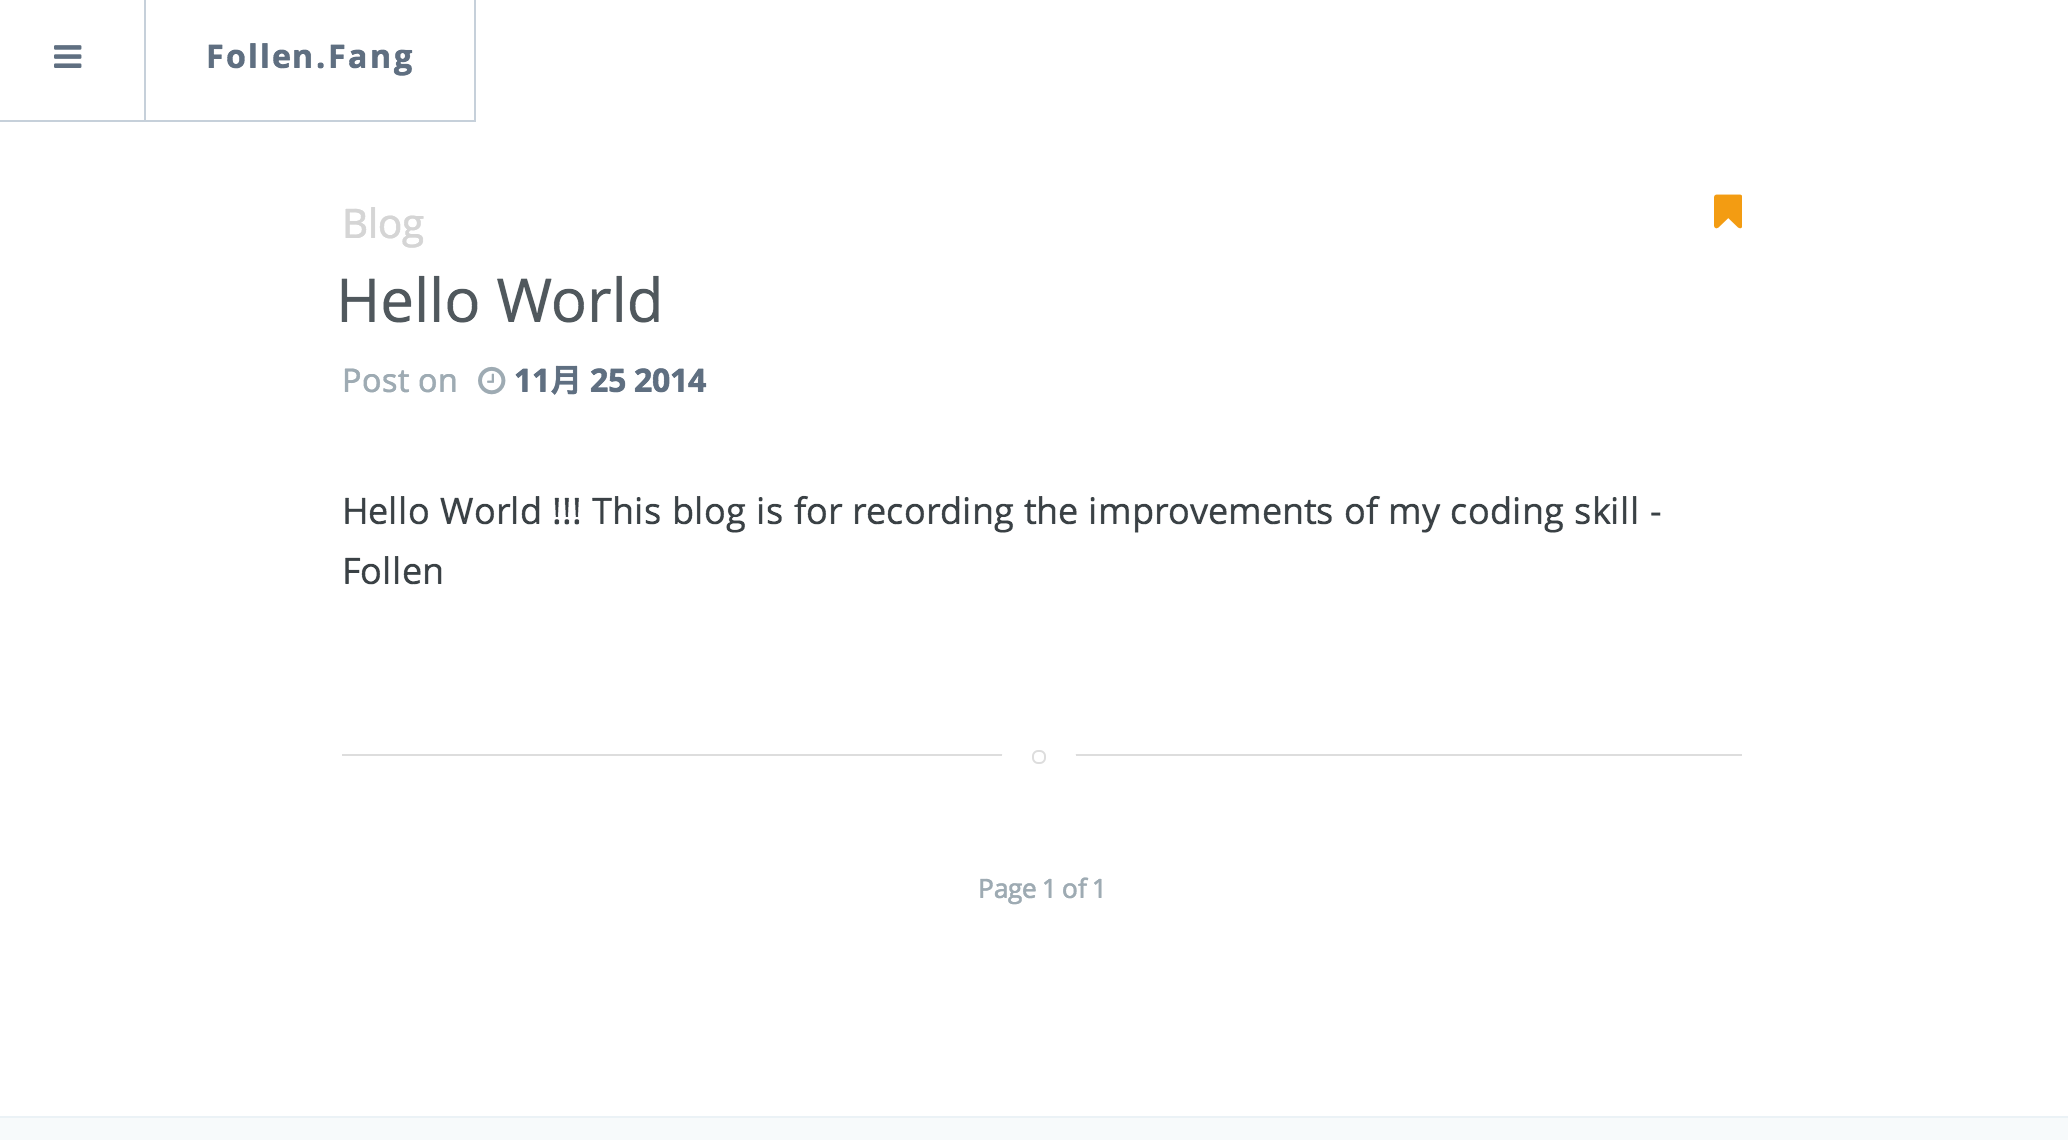 Follen.Fang
Blog
Hello World
Post on 11月 25 2014
Hello World !!! This blog is for recording the improvements of my coding skill -
Follen
Page 1 of 1